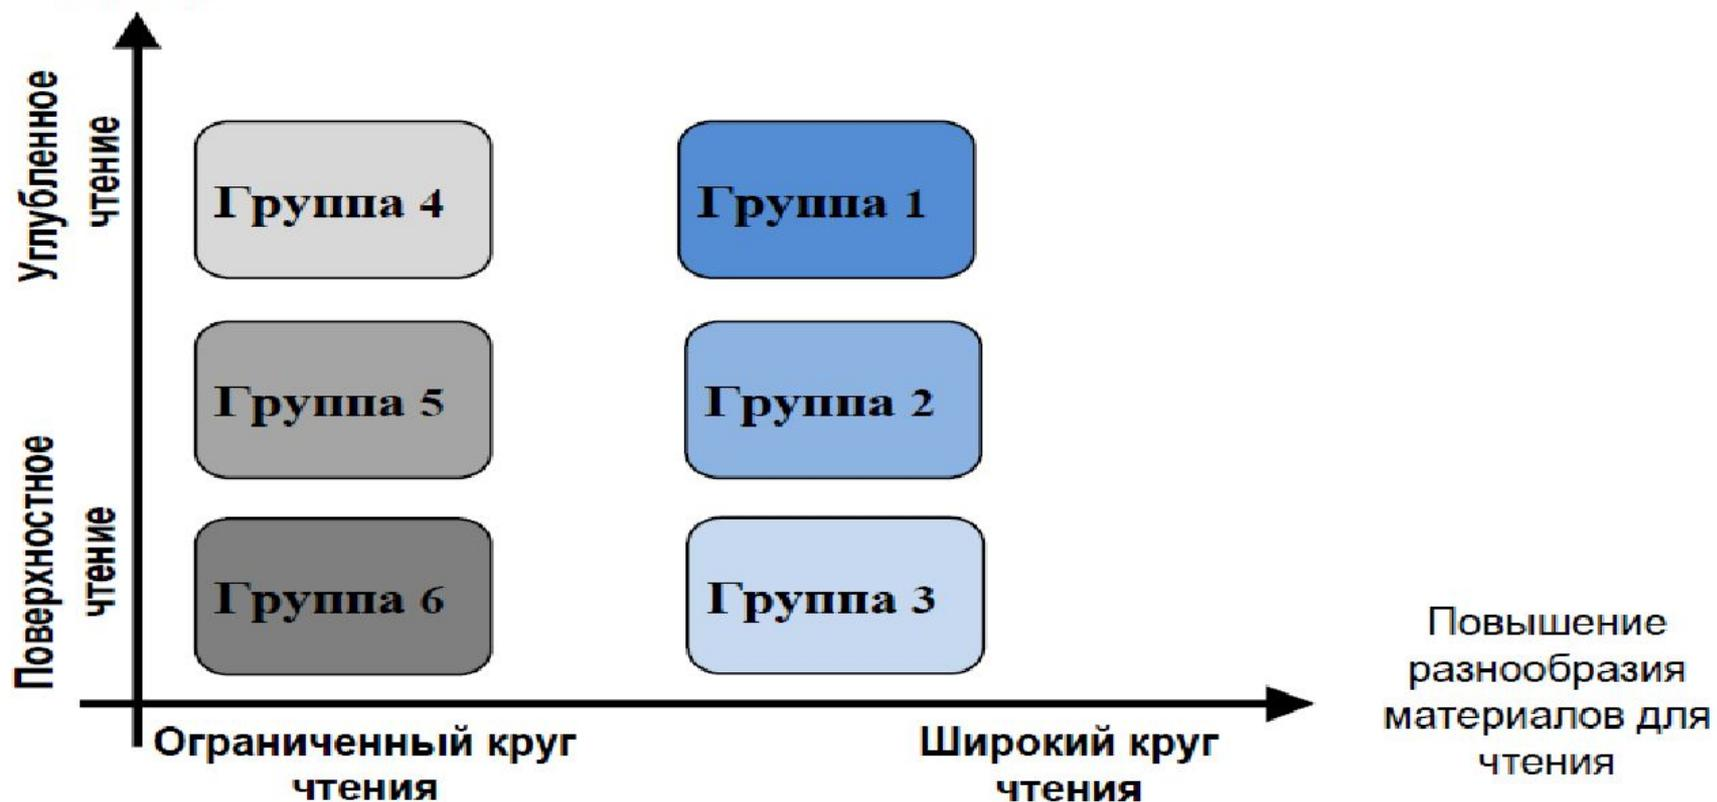 Углубленное
чтение
Группа 4
Группа 1
Группа 5
Группа 2
Поверхностное
чтение
Группа 6
Группа 3
Ограниченный круг
чтения
Широкий круг
чтения
Повышение
разнообразия
материалов для
чтения